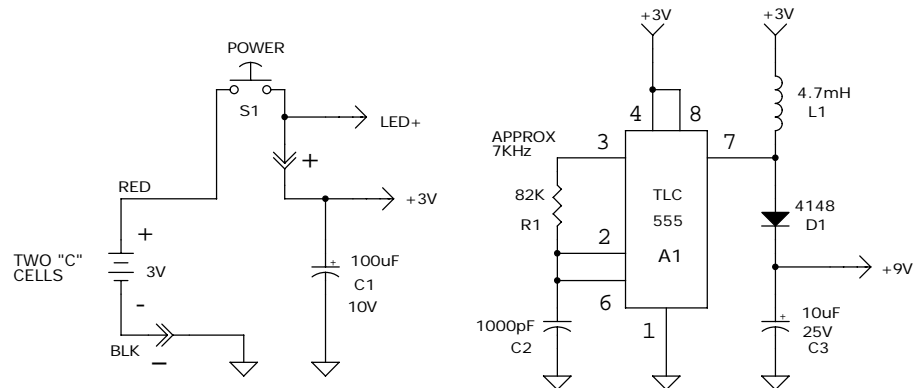 POWER
S1
LED+
+
+3V
RED
+
TWO "C"
CELLS
3V
-
BLK
-
+
100uF
C1
10V
+3V
+3V
4.7mH
L1
4
8
APPROX
7KHz
3
7
82K
R1
TLC
555
A1
4148
D1
2
+9V
6
1
1000pF
C2
+
10uF
25V
C3